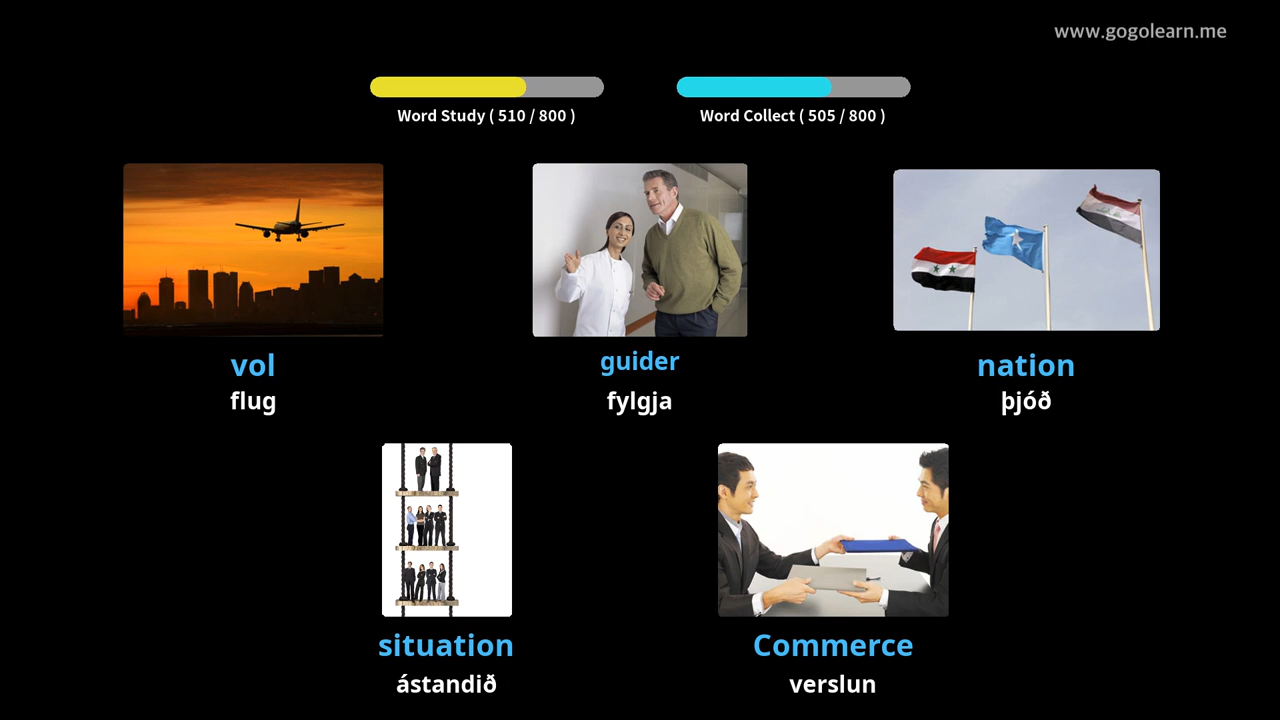 www.gogolearn.me
Word Study ( 510 / 800 )
Word Collect ( 505 / 800 )
vol
flug
guider
fylgja
nation
þjóð
situation
ástandið
Commerce
verslun